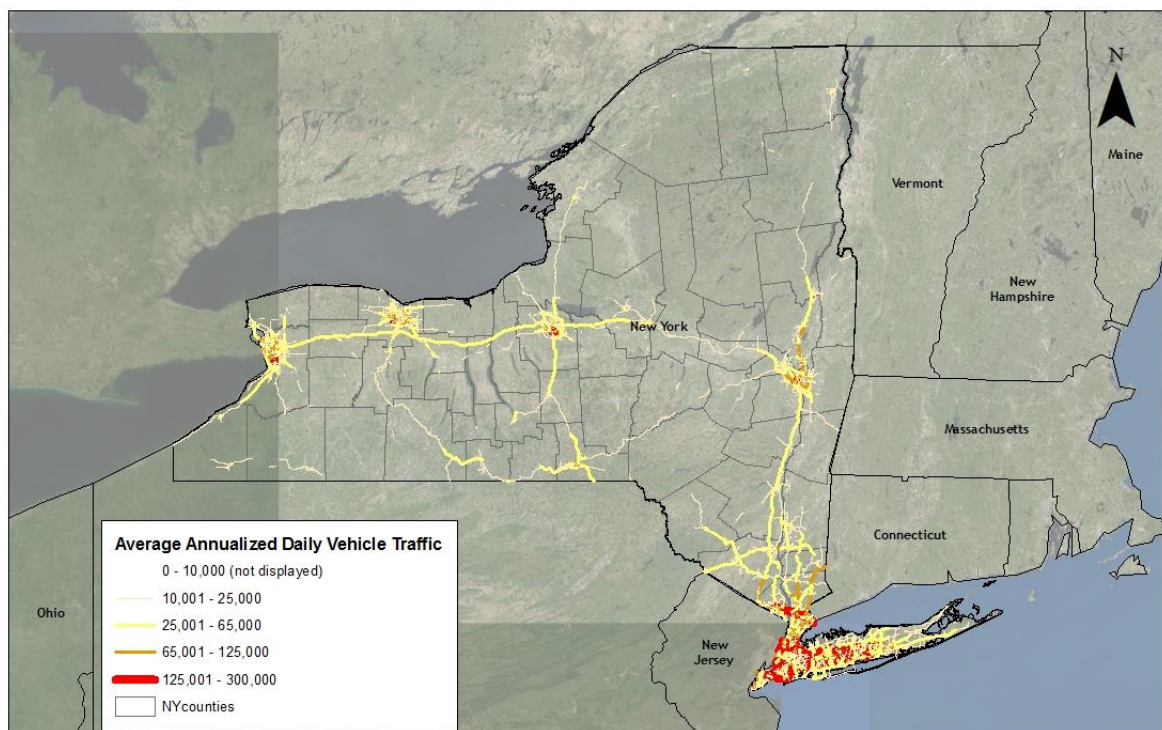 N
Maine
Vermont
New
Hampshire
New York
Massachusetts
Connecticut
Average Annualized Daily Vehicle Traffic
0 - 10,000 (not displayed)
10,001 - 25,000
25,001 - 65,000
65,001 - 125,000
125,001 - 300,000
NYcounties
Ohio
New
Jersey